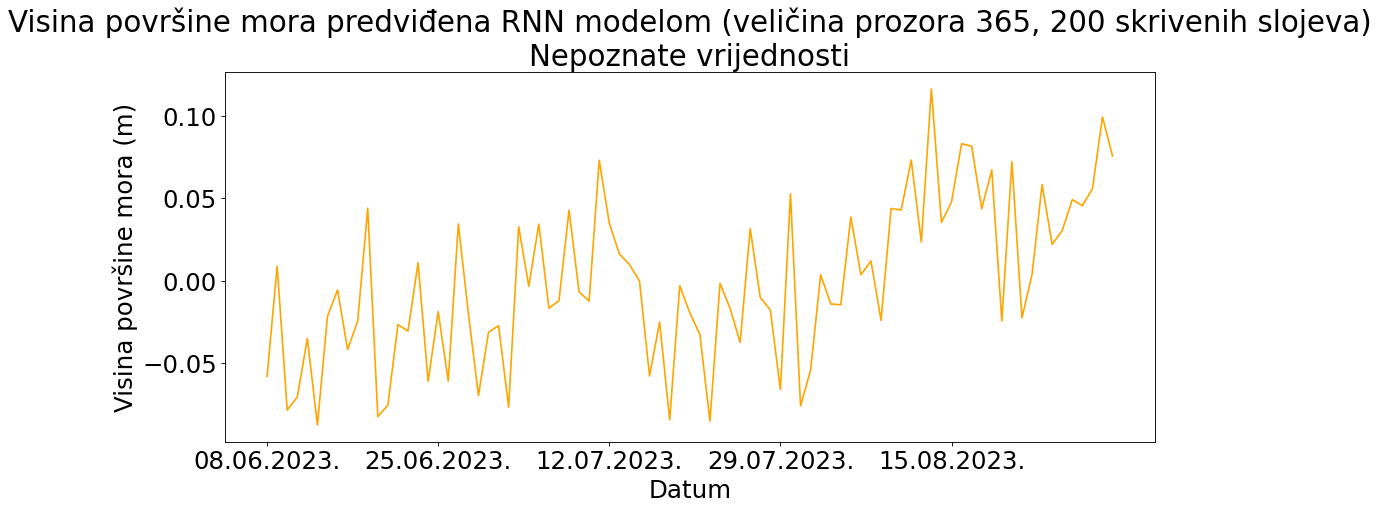 Visina površine mora predviđena RNN modelom (veličina prozora 365, 200 skrivenih slojeva)
Nepoznate vrijednosti
Visina površine mora (m)
0.10
0.05
0.00
−0.05
08.06.2023. 25.06.2023. 12.07.2023. 29.07.2023. 15.08.2023.
Datum